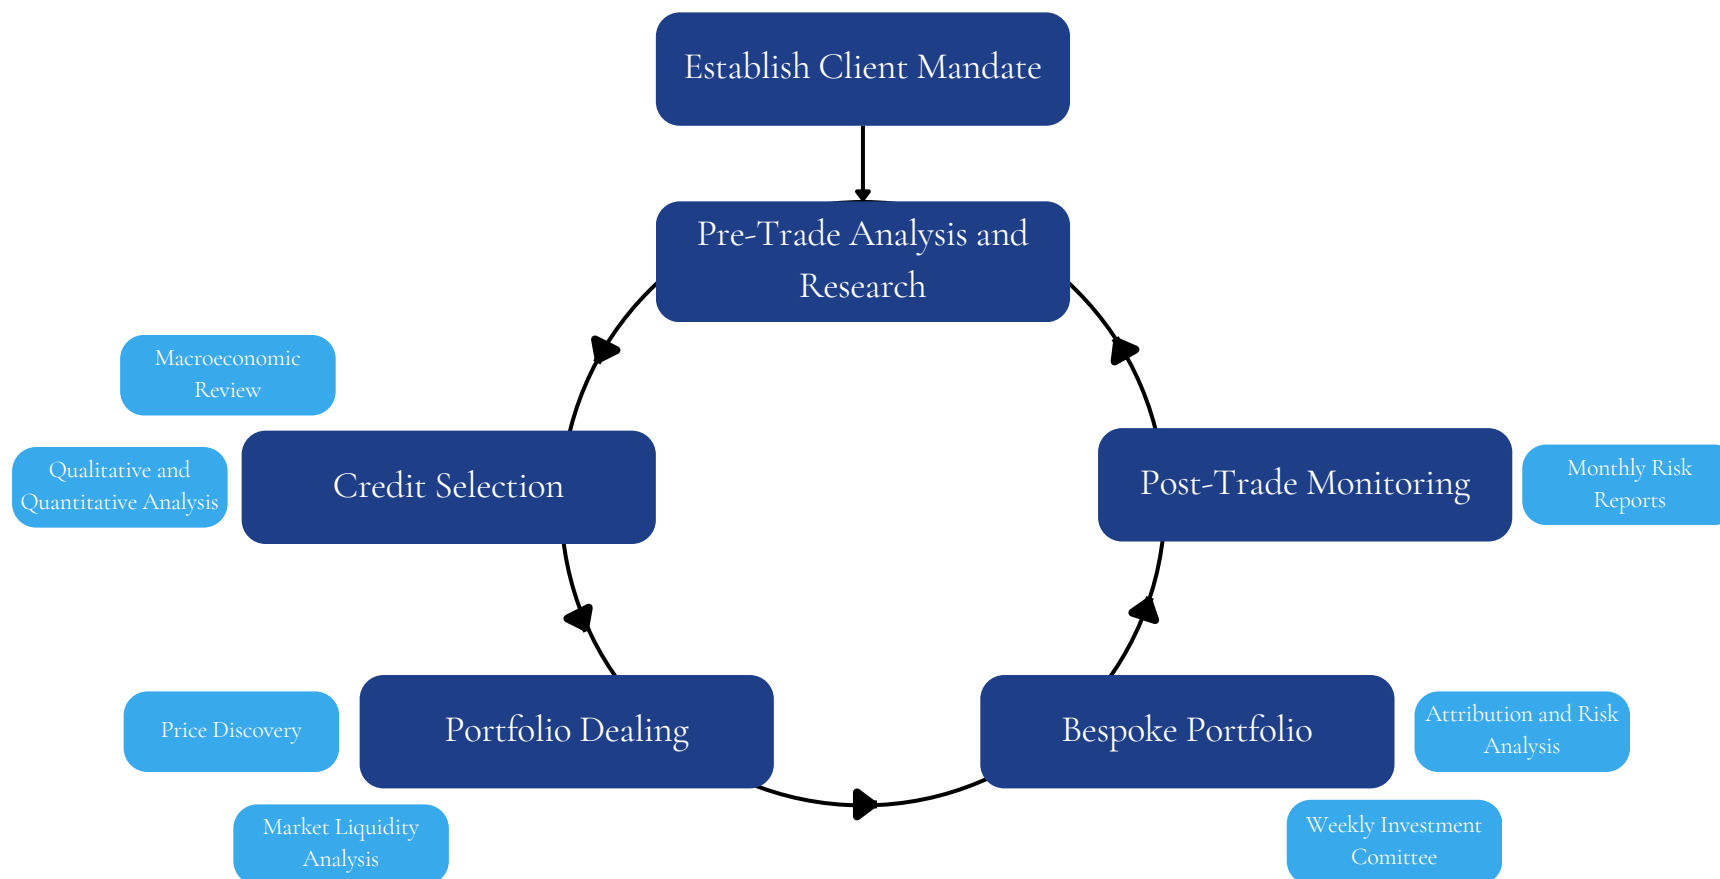 Establish Client Mandate
Pre-Trade Analysis and
Research
Macroeconomic
Review
Qualitative and
Quantitative Analysis
Credit Selection
Post-Trade Monitoring
Monthly Risk
Reports
Price Discovery
Portfolio Dealing
Market Liquidity
Analysis
Bespoke Portfolio
Attribution and Risk
Analysis
Weekly Investment
Comittee